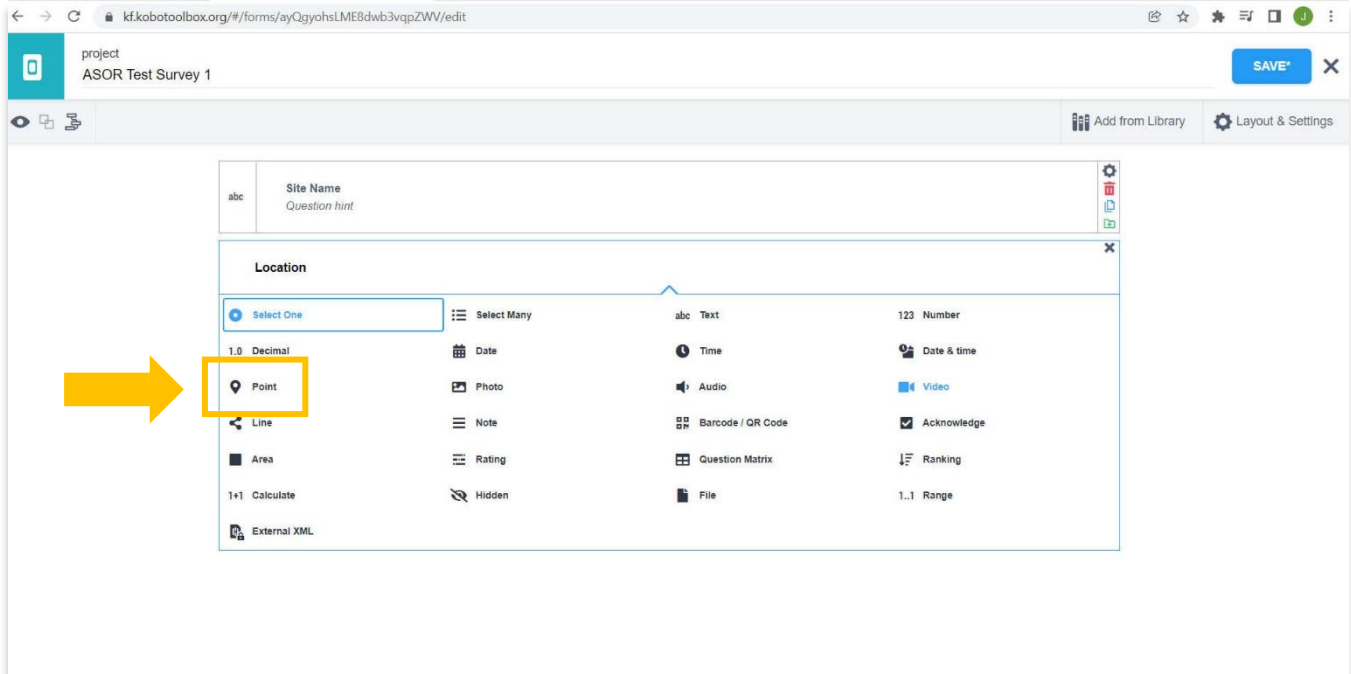 kf.kobotoolbox.org/#/forms/ayQgyohsLME8dwb3vqpZWV/edit
J
project
ASOR Test Survey 1
SAVE*
Add from Library
Layout & Settings
abc
Site Name
Question hint
Location
Select One
Select Many
abc Text
123 Number
1.0 Decimal
Date
Time
Date & time
Point
Photo
Audio
Video
Line
Note
Barcode / QR Code
Acknowledge
Area
Rating
Question Matrix
Ranking
1+1 Calculate
Hidden
File
1..1 Range
External XML